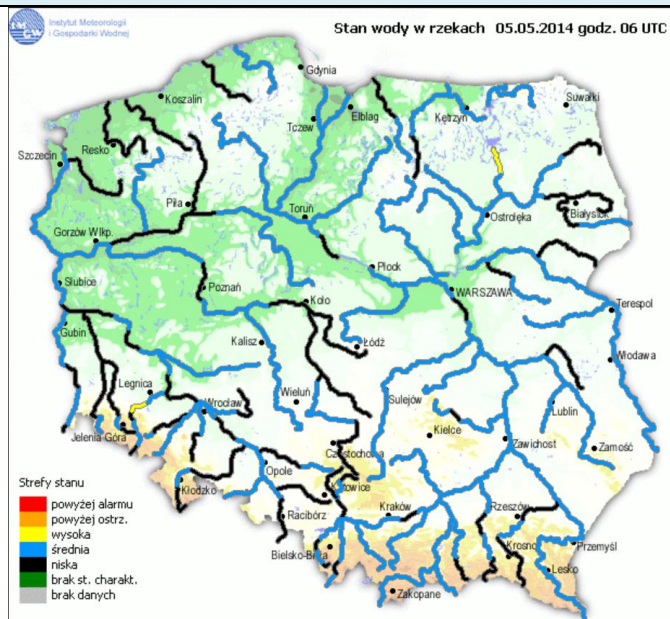 IMGW
Instytut Meteorologii
i Gospodarki Wodnej
Stan wody w rzekach 05.05.2014 godz. 06 UTC
Gdynia
Koszalin
Suwałki
Tczew
Elbląg
Kętrzyn
Resko
Szczecin
Piła
Toruń
Ostrołęka
Białystok
Gorzów Wlkp.
Płock
Słubice
Poznań
Koło
WARSZAWA
Terespol
Gubin
Kalisz
Łódź
Włodawa
Legnica
Wrocław
Wieluń
Sulejów
Lublin
Jelenia Góra
Kielce
Zawichost
Zamość
Częstochowa
Opole
Kłodzko
Katowice
Racibórz
Kraków
Rzeszów
Bielsko-Biała
Krosno
Przemyśl
Lesko
Zakopane
Strefy stanu
powyżej alarmu
powyżej ostrz.
wysoka
średnia
niska
brak st. charakt.
brak danych